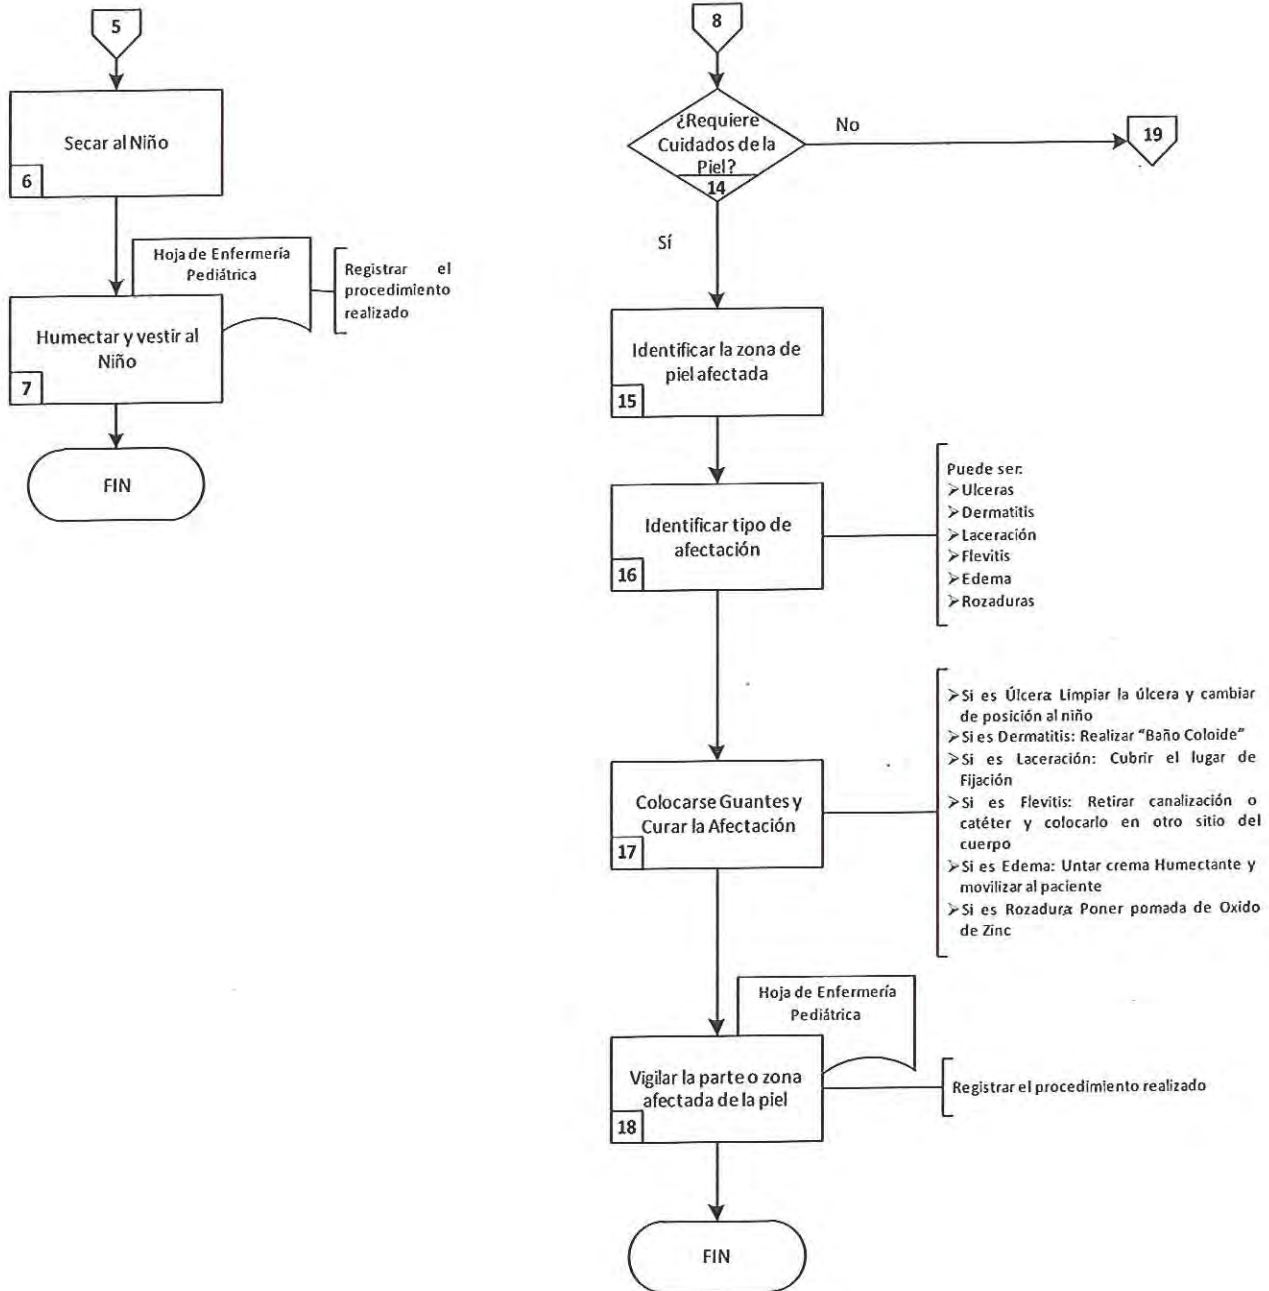 5
Secar al Niño
6
Hoja de Enfermería
Pediátrica
Registrar el
procedimiento
realizado
Humectar y vestir al
Niño
7
FIN
8
¿Requiere
Cuidados de la
Piel?
14
No
19
Sí
Identificar la zona de
piel afectada
15
Identificar tipo de
afectación
16
Puede ser:
➢Ulceras
➢Dermatitis
➢Laceración
➢Flevitis
➢Edema
➢Rozaduras
Colocarse Guantes y
Curar la Afectación
17
➢Si es Úlcera: Limpiar la úlcera y cambiar
de posición al niño
➢Si es Dermatitis: Realizar “Baño Coloide”
➢Si es Laceración: Cubrir el lugar de
Fijación
➢Si es Flevitis: Retirar canalización o
catéter y colocarlo en otro sitio del
cuerpo
➢Si es Edema: Untar crema Humectante y
movilizar al paciente
➢Si es Rozadura: Poner pomada de Oxido
de Zinc
Hoja de Enfermería
Pediátrica
Vigilar la parte o zona
afectada de la piel
18
Registrar el procedimiento realizado
FIN